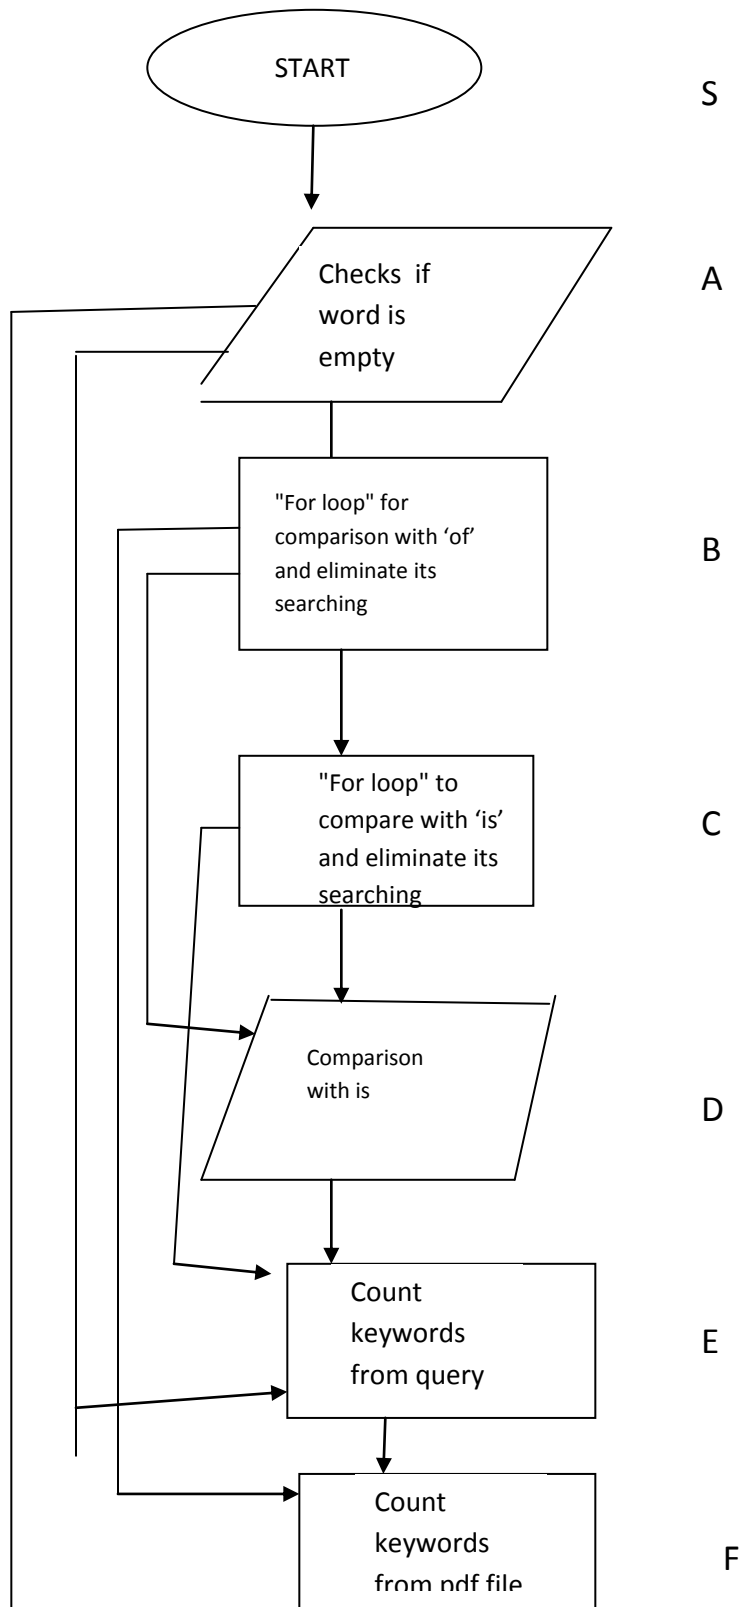 START
S
Checks if
word is
empty
A
"For loop" for
comparison with ‘of’
and eliminate its
searching
B
"For loop" to
compare with ‘is’
and eliminate its
searching
C
Comparison
with is
D
Count
keywords
from query
E
Count
keywords
from pdf file
F